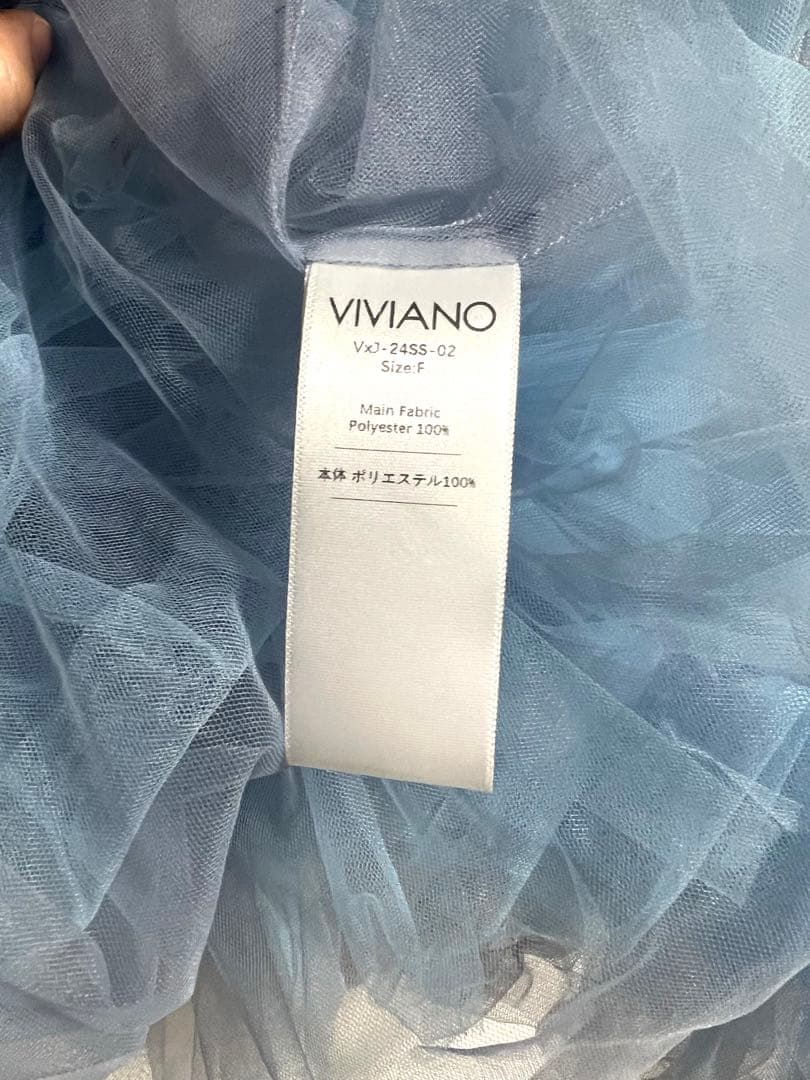 VIVIANO
VxJ-24SS-02
Size:F
Main Fabric
Polyester 100%
本体 ポリエステル100%